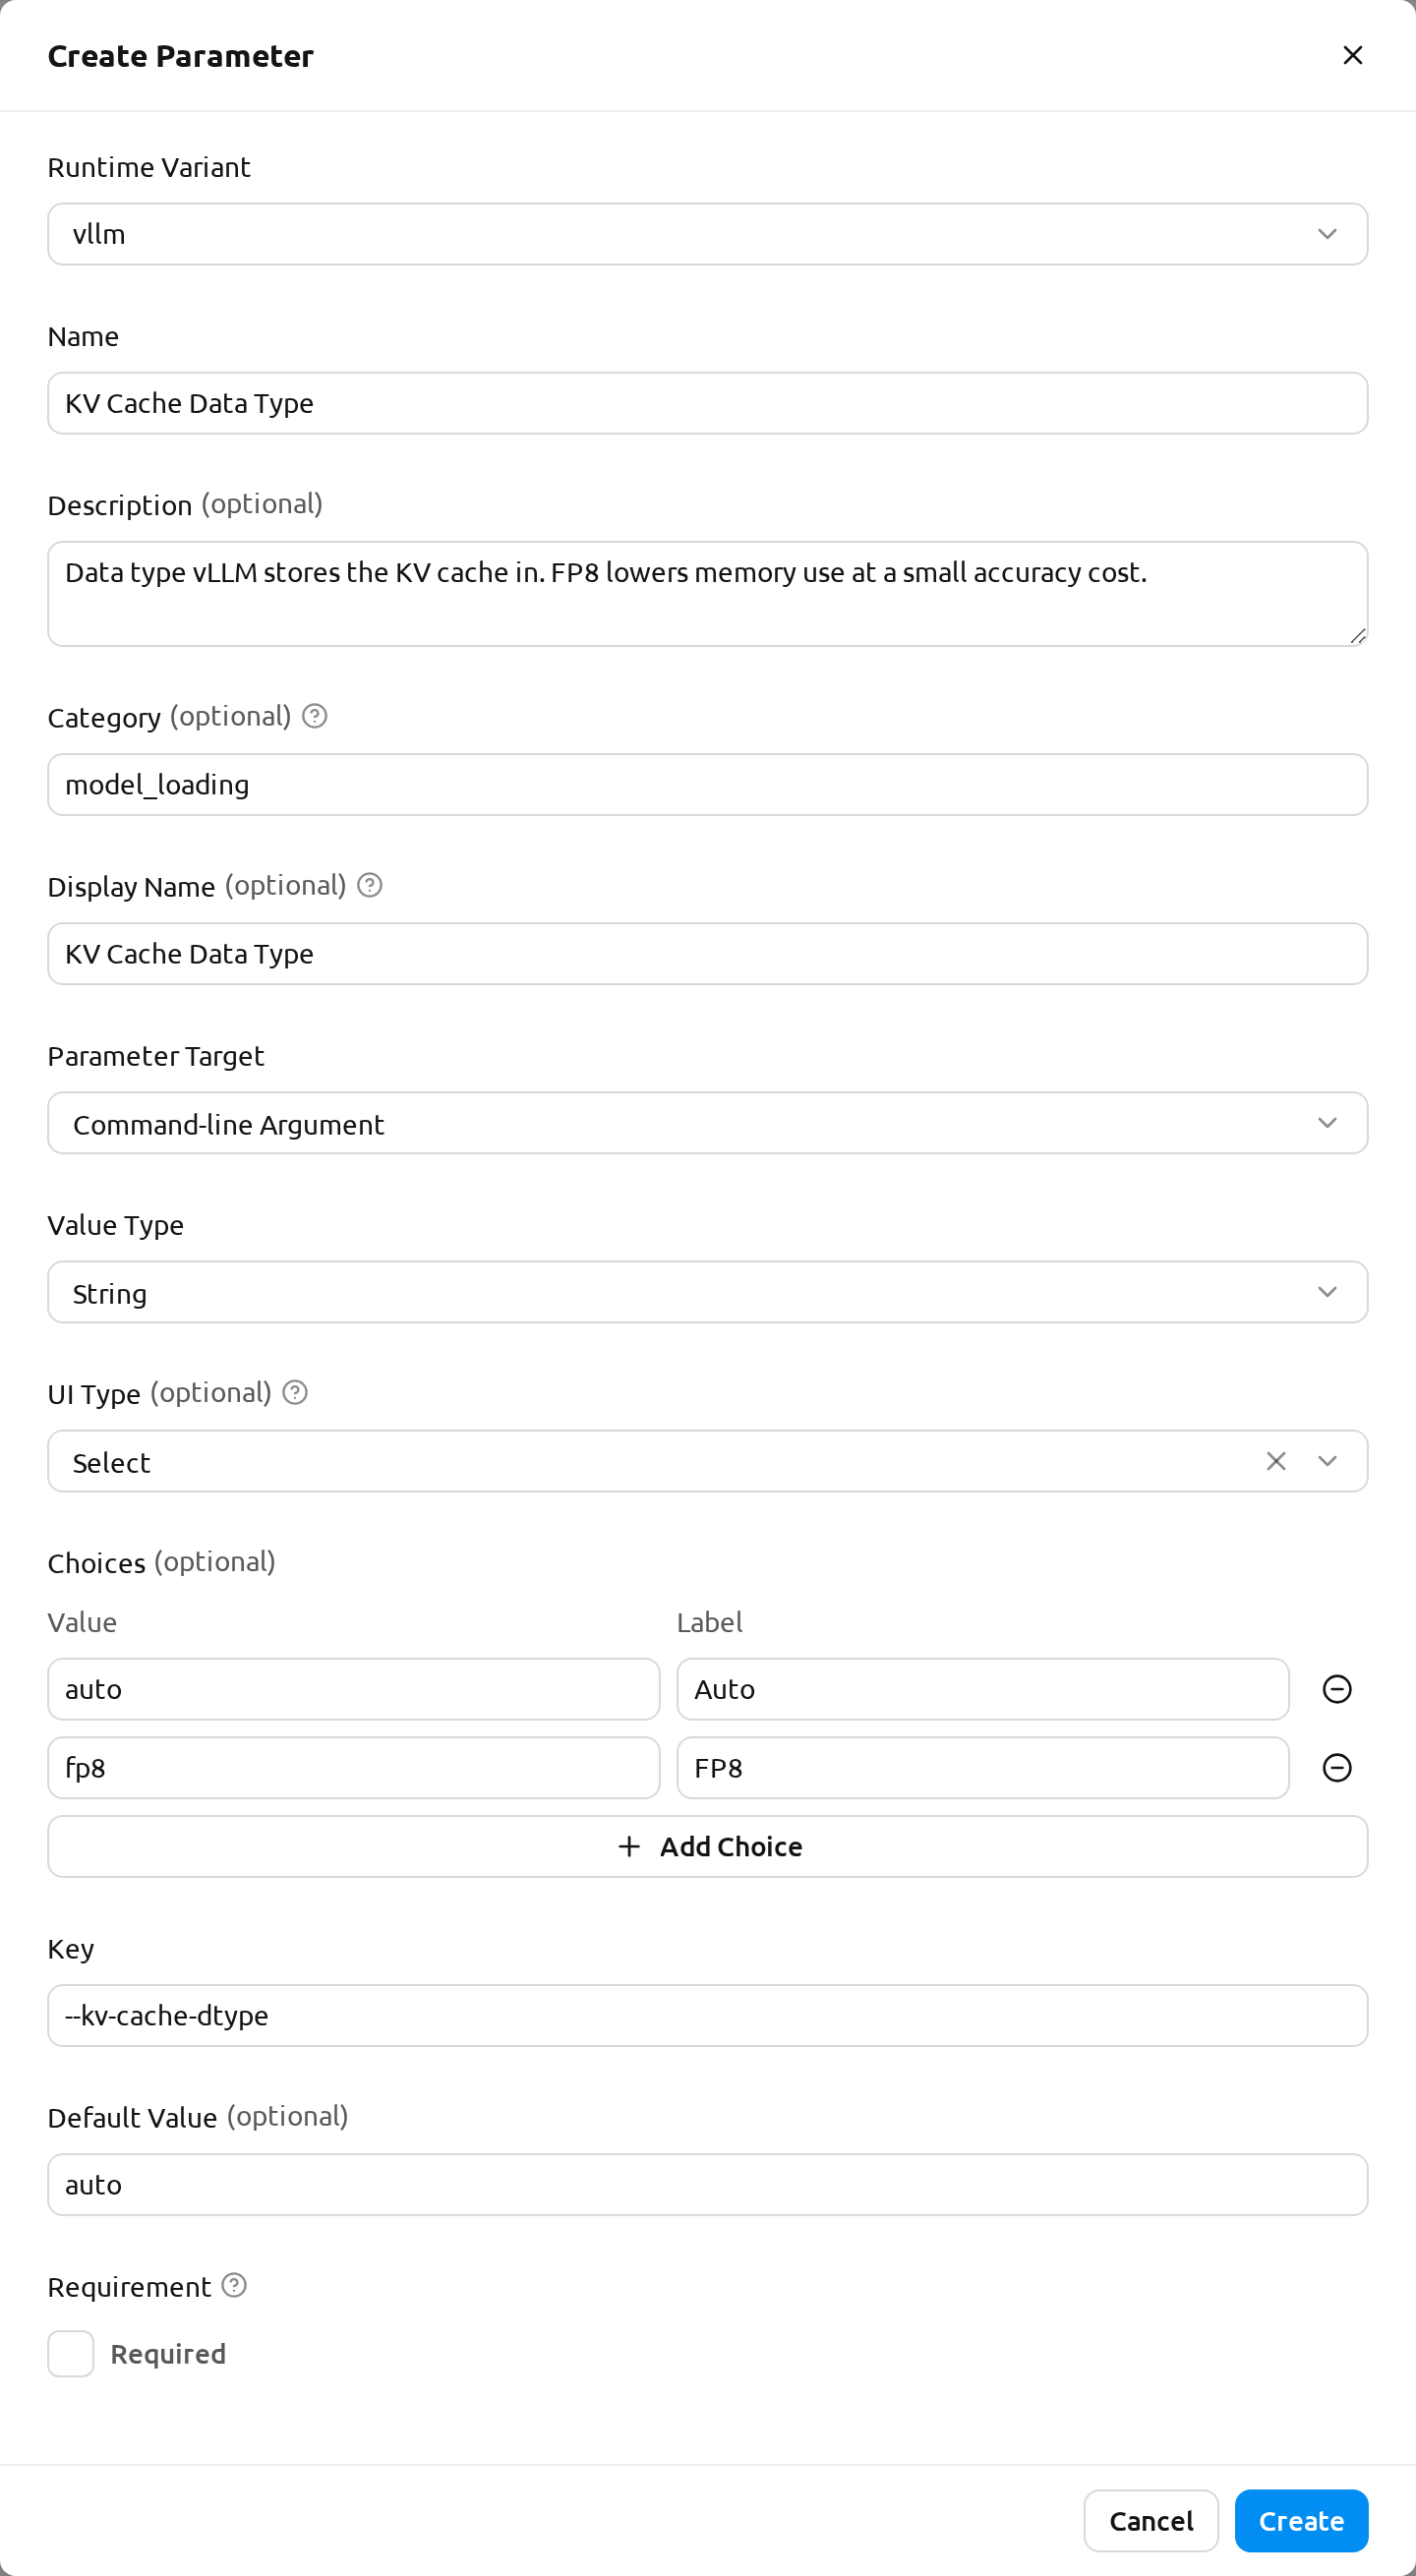 Create Parameter
Runtime Variant
vllm
Name
KV Cache Data Type
Description (optional)
Data type vLLM stores the KV cache in. FP8 lowers memory use at a small accuracy cost.
Category (optional)
model_loading
Display Name (optional)
KV Cache Data Type
Parameter Target
Command-line Argument
Value Type
String
UI Type (optional)
Select
Choices (optional)
Value Label
auto Auto
fp8 FP8
Add Choice
Key
--kv-cache-dtype
Default Value (optional)
auto
Requirement
Required
Cancel Create